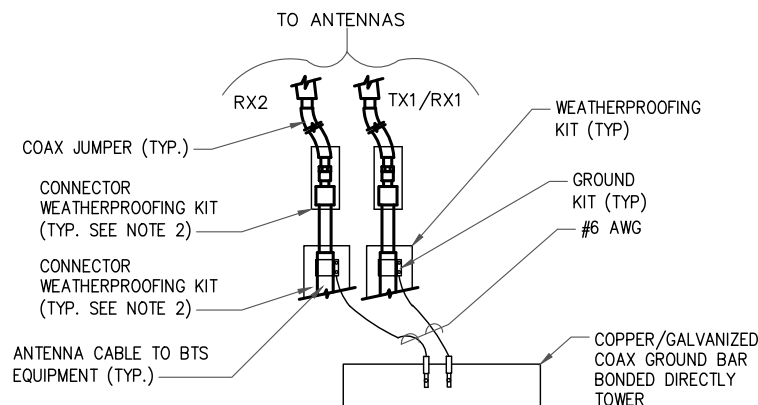 TO ANTENNAS
RX2
TX1/RX1
COAX JUMPER (TYP.)
CONNECTOR
WEATHERPROOFING KIT
(TYP. SEE NOTE 2)
CONNECTOR
WEATHERPROOFING KIT
(TYP. SEE NOTE 2)
ANTENNA CABLE TO BTS
EQUIPMENT (TYP.)
WEATHERPROOFING
KIT (TYP)
GROUND
KIT (TYP)
#6 AWG
COPPER/GALVANIZED
COAX GROUND BAR
BONDED DIRECTLY
TOWER